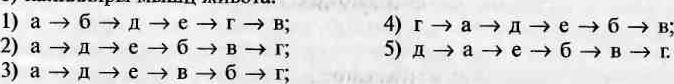 1) а → б → д → е → г → в;
2) а → д → е → б → в → г;
3) а → д → е → в → б → г;
4) г → а → д → е → б → в;
5) д → а → е → б → в → г.